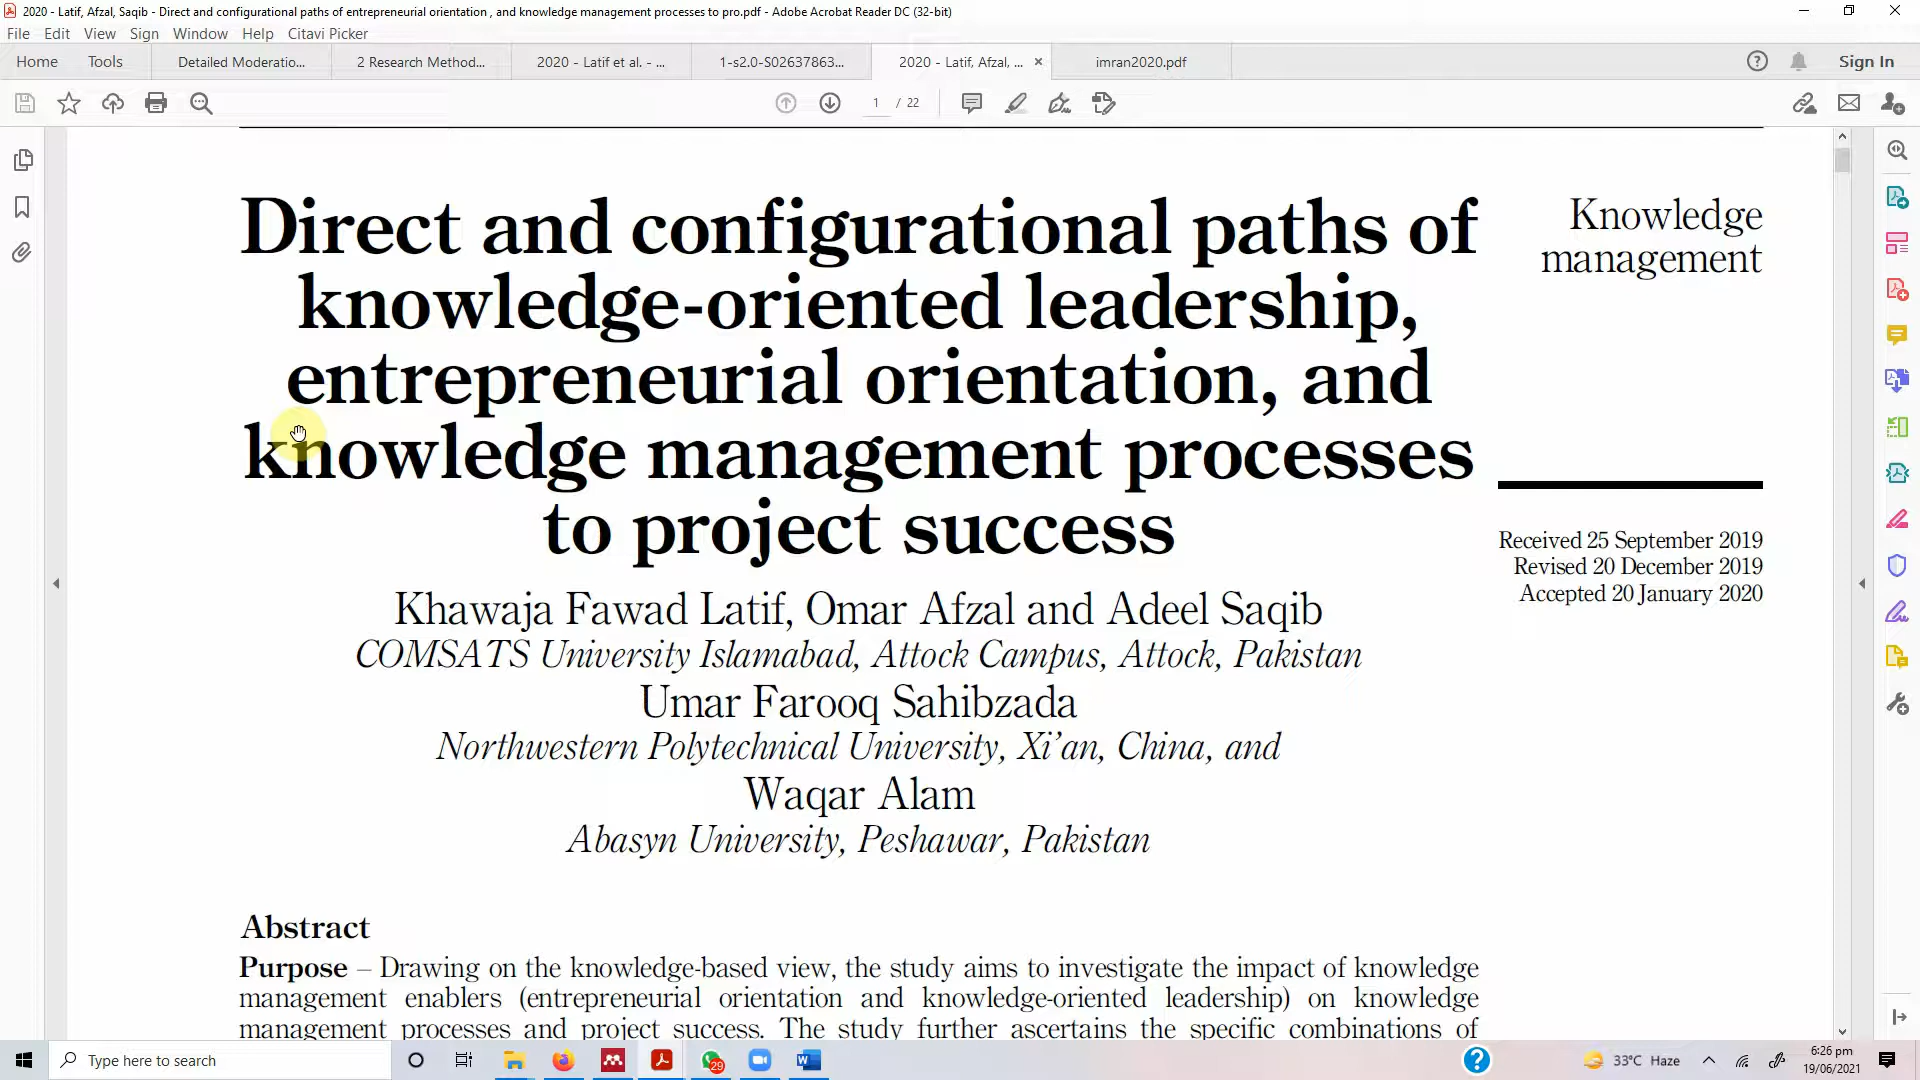 2020 - Latif, Afzal, Saqib - Direct and configurational paths of entrepreneurial orientation , and knowledge management processes to pro.pdf - Adobe Acrobat Reader DC (32-bit)
File Edit View Sign Window Help Citavi Picker
Home Tools Detailed Moderatio... 2 Research Method... 2020 - Latif et al. - ... 1-s2.0-S02637863... 2020 - Latif, Afzal, ... imran2020.pdf Sign In
1 / 22
Direct and configurational paths of
knowledge-oriented leadership,
entrepreneurial orientation, and
knowledge management processes
to project success
Knowledge
management
Received 25 September 2019
Revised 20 December 2019
Accepted 20 January 2020
Khawaja Fawad Latif, Omar Afzal and Adeel Saqib
COMSATS University Islamabad, Attock Campus, Attock, Pakistan
Umar Farooq Sahibzada
Northwestern Polytechnical University, Xi’an, China, and
Waqar Alam
Abasyn University, Peshawar, Pakistan
Abstract
Purpose – Drawing on the knowledge-based view, the study aims to investigate the impact of knowledge
management enablers (entrepreneurial orientation and knowledge-oriented leadership) on knowledge
management processes and project success. The study further ascertains the specific combinations of
Type here to search
29
33°C Haze
6:26 pm
19/06/2021